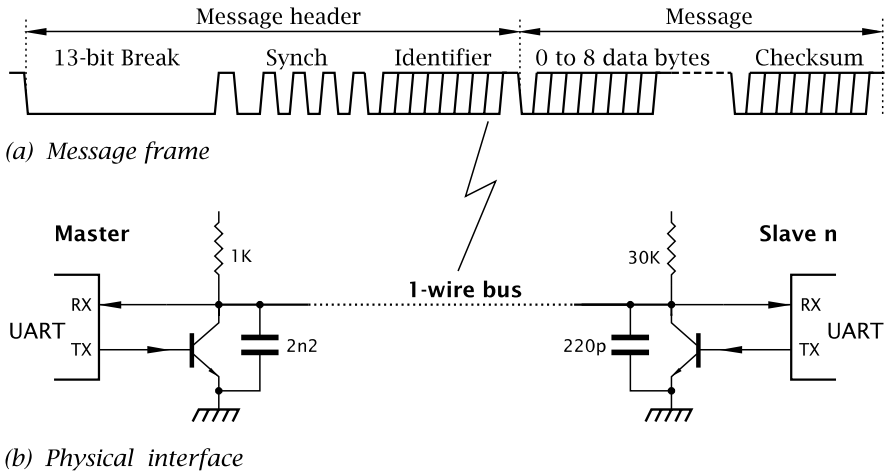 Message header
Message
13-bit Break
Synch
Identifier
0 to 8 data bytes
Checksum
(a) Message frame
Master
1K
30K
Slave n
1-wire bus
RX
RX
UART
UART
2n2
220p
TX
TX
(b) Physical interface